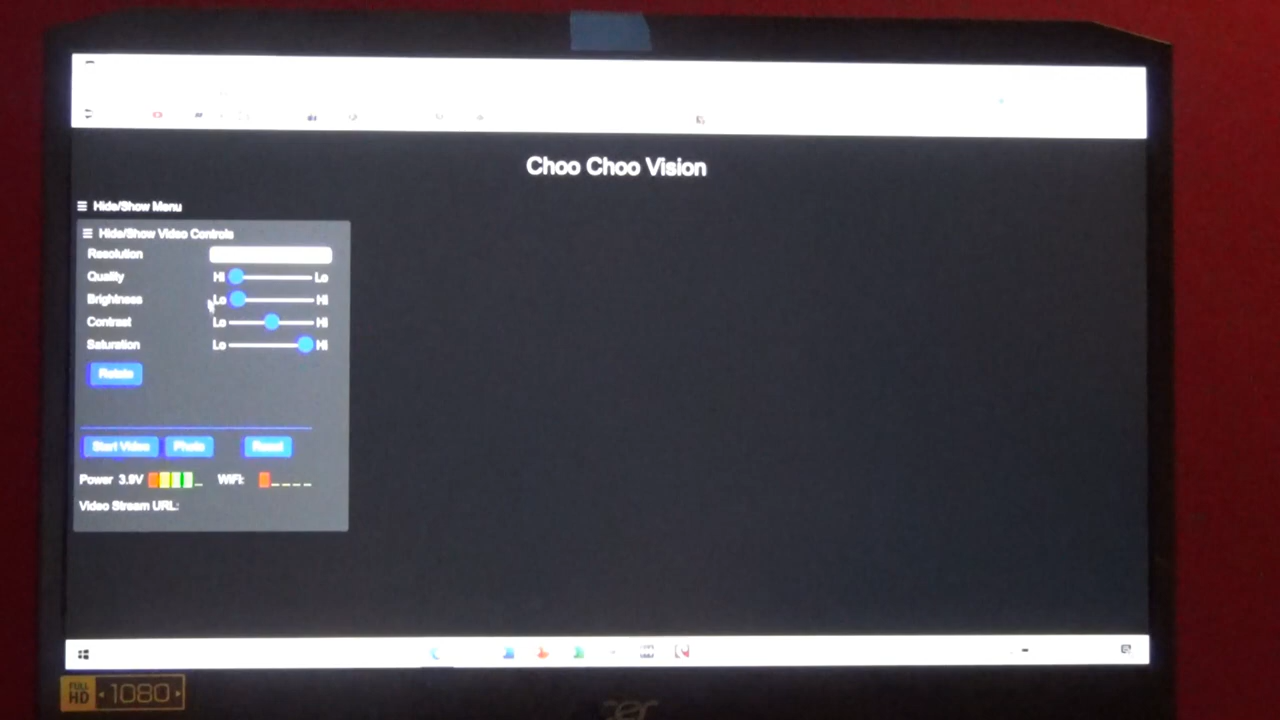 Choo Choo Vision
☰ Hide/Show Menu
☰ Hide/Show Video Controls
Resolution
Quality Hi Lo
Brightness Lo Hi
Contrast Lo Hi
Saturation Lo Hi
Rotate
Start Video Photo Reset
Power 3.9V WiFi:
Video Stream URL:
FULL HD 1080
acer